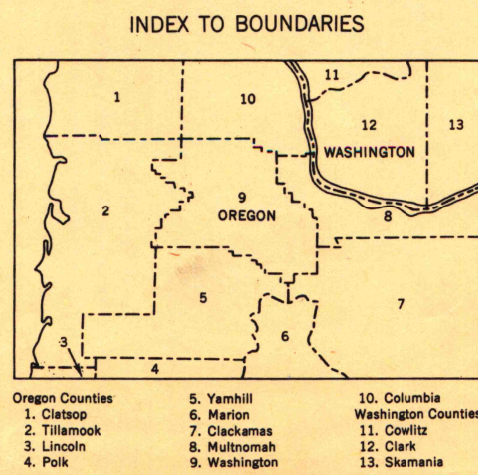 INDEX TO BOUNDARIES
11
1
10
12
13
WASHINGTON
9
2
OREGON
8
5
7
6
3
4
Oregon Counties
1. Clatsop
2. Tillamook
3. Lincoln
4. Polk
5. Yamhill
6. Marion
7. Clackamas
8. Multnomah
9. Washington
10. Columbia
Washington Counties
11. Cowlitz
12. Clark
13. Skamania